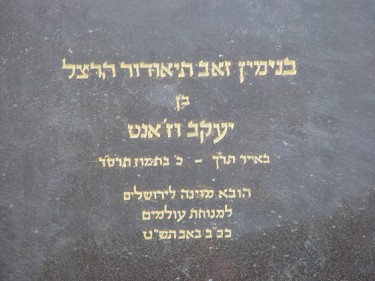 בנימין זאב תיאודור הרצל
בן
יעקב וז'אנט
באייר תר"ך - כ' בתמוז תרס"ד
הובא מוינה לירושלים
למנוחת עולמים
בכ"ב באב תש"ט